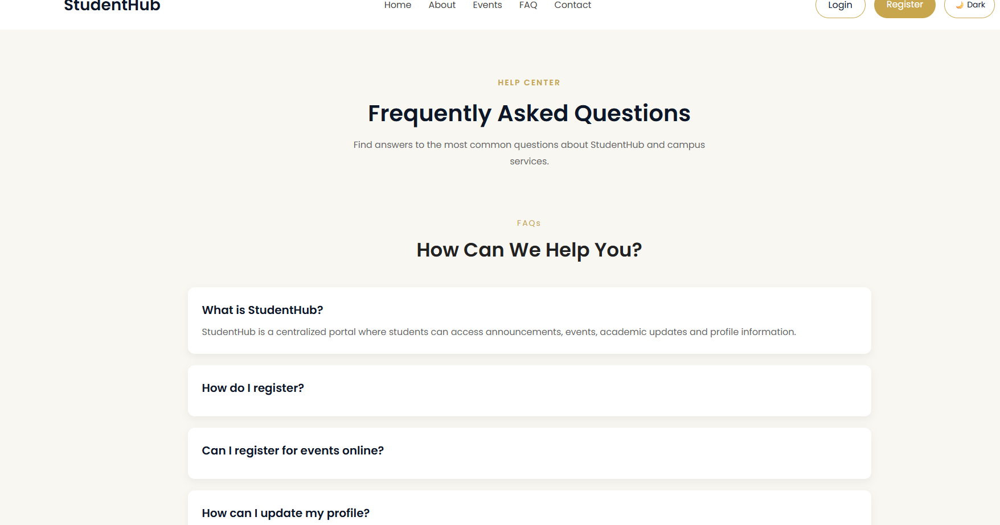 StudentHub
Home About Events FAQ Contact
Login Register 🌙 Dark
HELP CENTER
Frequently Asked Questions
Find answers to the most common questions about StudentHub and campus
services.
FAQs
How Can We Help You?
What is StudentHub?
StudentHub is a centralized portal where students can access announcements, events, academic updates and profile information.
How do I register?
Can I register for events online?
How can I update my profile?